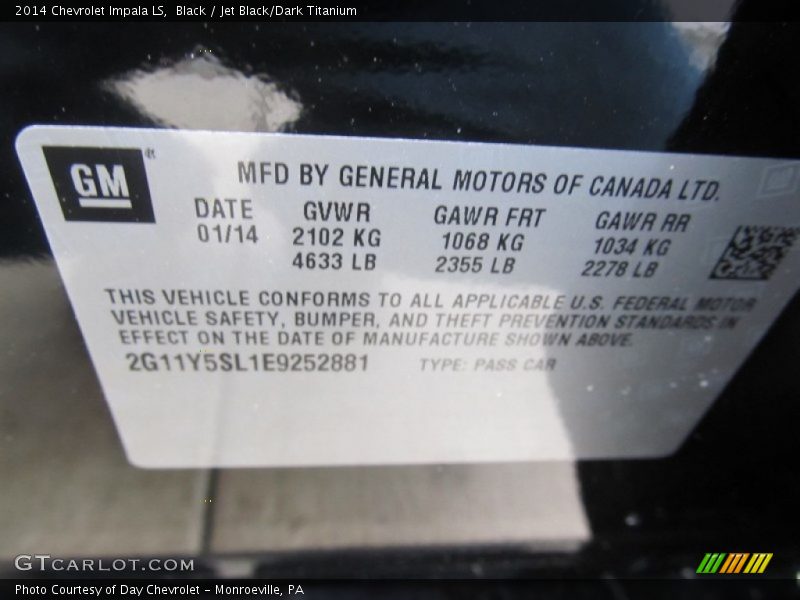 2014 Chevrolet Impala LS, Black / Jet Black/Dark Titanium
GM
MFD BY GENERAL MOTORS OF CANADA LTD.
DATE GVWR GAWR FRT GAWR RR
01/14 2102 KG 1068 KG 1034 KG
4633 LB 2355 LB 2278 LB
THIS VEHICLE CONFORMS TO ALL APPLICABLE U.S. FEDERAL MOTOR
VEHICLE SAFETY, BUMPER, AND THEFT PREVENTION STANDARDS IN
EFFECT ON THE DATE OF MANUFACTURE SHOWN ABOVE.
2G11Y5SL1E9252881 TYPE: PASS CAR
GTCARLOT.COM
Photo Courtesy of Day Chevrolet - Monroeville, PA